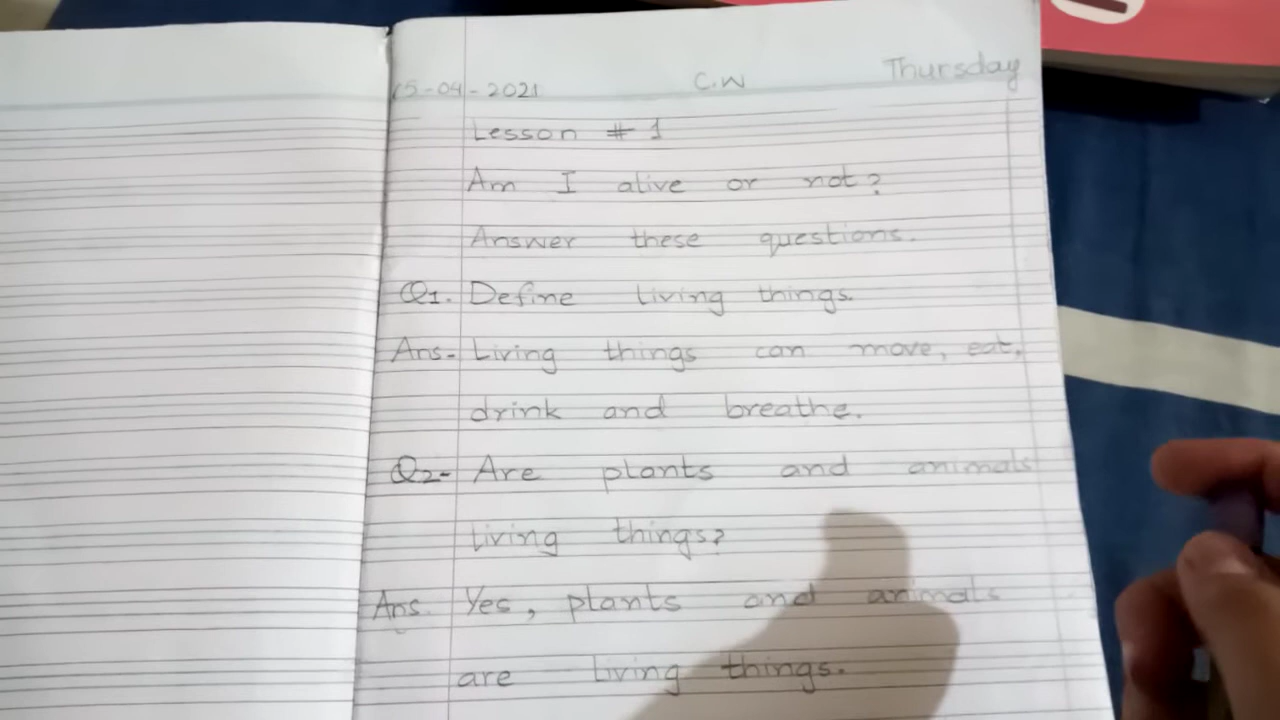 15-04-2021 C.W Thursday
Lesson # 1
Am I alive or not?
Answer these questions.
Q1. Define living things.
Ans- Living things can move, eat,
drink and breathe.
Q2- Are plants and animals
living things?
Ans. Yes, plants and animals
are living things.